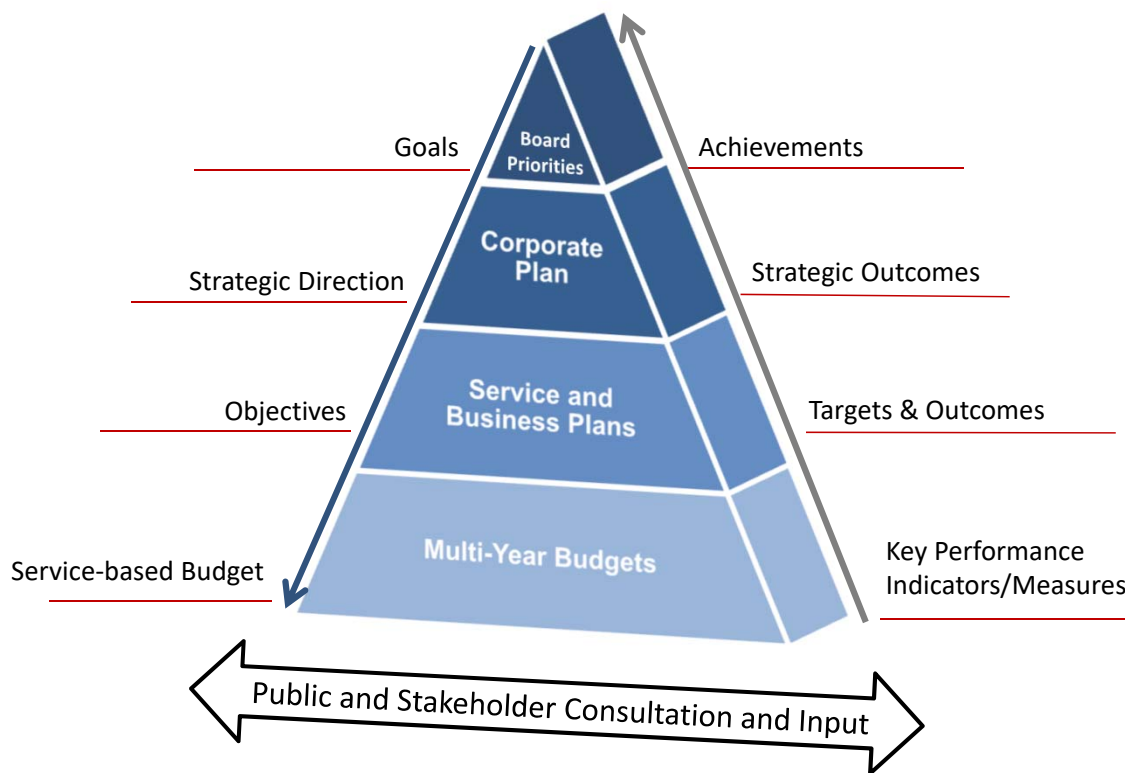 Goals
Board
Priorities
Achievements
Strategic Direction
Corporate
Plan
Strategic Outcomes
Objectives
Service and
Business Plans
Targets & Outcomes
Service-based Budget
Multi-Year Budgets
Key Performance
Indicators/Measures
Public and Stakeholder Consultation and Input